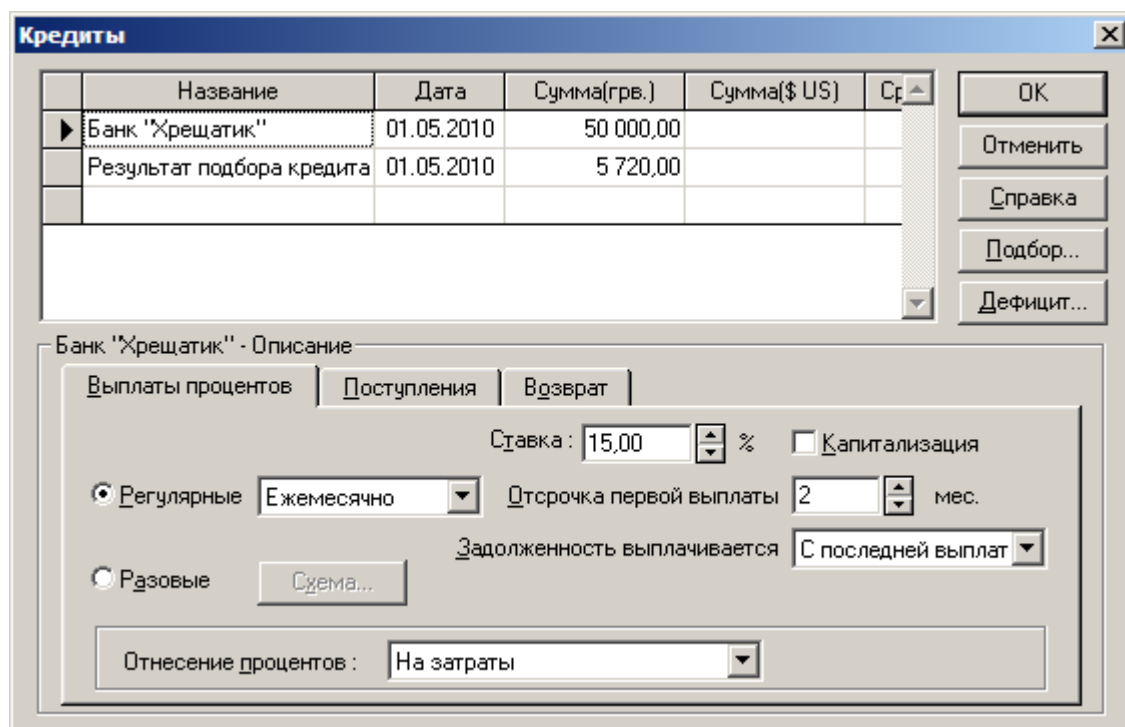 Кредиты
Название Дата Сумма(грв.) Сумма($ US)
Банк "Хрещатик" 01.05.2010 50 000,00
Результат подбора кредита 01.05.2010 5 720,00
ОК
Отменить
Справка
Подбор...
Дефицит...
Банк "Хрещатик" - Описание
Выплаты процентов Поступления Возврат
Ставка : 15,00 % Капитализация
Регулярные Ежемесячно Отсрочка первой выплаты 2 мес.
Задолженность выплачивается С последней выплат
Разовые Схема...
Отнесение процентов : На затраты